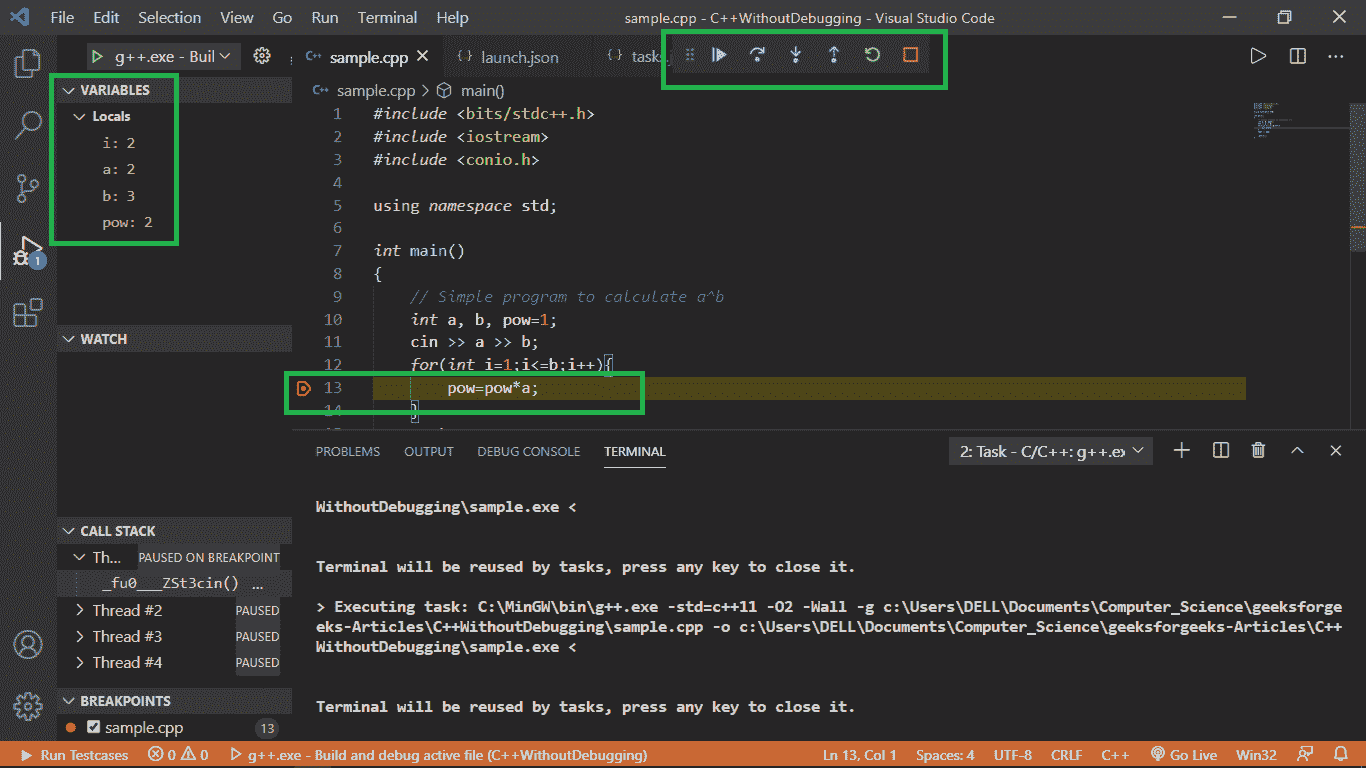 File Edit Selection View Go Run Terminal Help sample.cpp - C++WithoutDebugging - Visual Studio Code
g++.exe - Buil
sample.cpp launch.json tasks.
sample.cpp > main()
VARIABLES
Locals
i: 2
a: 2
b: 3
pow: 2
WATCH
CALL STACK
Th... PAUSED ON BREAKPOINT
_fu0___ZSt3cin() ...
Thread #2 PAUSED
Thread #3 PAUSED
Thread #4 PAUSED
BREAKPOINTS
sample.cpp 13
1
1 #include <bits/stdc++.h>
2 #include <iostream>
3 #include <conio.h>
4
5 using namespace std;
6
7 int main()
8 {
9 // Simple program to calculate a^b
10 int a, b, pow=1;
11 cin >> a >> b;
12 for(int i=1;i<=b;i++){
13 pow=pow*a;
14 }
PROBLEMS OUTPUT DEBUG CONSOLE TERMINAL 2: Task - C/C++: g++.ex
WithoutDebugging\sample.exe <
Terminal will be reused by tasks, press any key to close it.
> Executing task: C:\MinGW\bin\g++.exe -std=c++11 -O2 -Wall -g c:\Users\DELL\Documents\Computer_Science\geeksforge
eks-Articles\C++WithoutDebugging\sample.cpp -o c:\Users\DELL\Documents\Computer_Science\geeksforgeeks-Articles\C++
WithoutDebugging\sample.exe <
Terminal will be reused by tasks, press any key to close it.
Run Testcases 0 0 g++.exe - Build and debug active file (C++WithoutDebugging) Ln 13, Col 1 Spaces: 4 UTF-8 CRLF C++ Go Live Win32